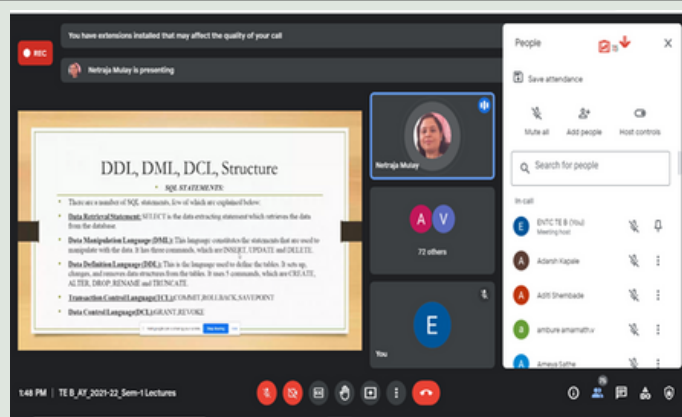 You have extensions installed that may affect the quality of your call
REC
Netraja Mulay is presenting
DDL, DML, DCL, Structure
• SQL STATEMENTS:
• There are a number of SQL statements, few of which are explained below:
• Data Retrieval Statement: SELECT is the data extracting statement which retrieves the data
from the database
• Data Manipulation Language (DML): This language constitutes the statements that are used to
manipulate with the data. It has three commands, which are INSERT, UPDATE and DELETE.
• Data Definition Language (DDL): This is the language used to define the tables. It sets up,
changes, and removes data structures from the tables. It uses 5 commands, which are CREATE,
ALTER, DROP, RENAME and TRUNCATE.
• Transaction Control Language(TCL):COMMIT,ROLLBACK,SAVEPOINT
• Data Control Language(DCL):GRANT,REVOKE
Netraja Mulay
A V
72 others
E
You
People
X
Save attendance
Mute all Add people Host controls
Search for people
In call
E ENTC TE B (You)
Meeting host
A Adarsh Kapale
A Aditi Shembade
a ambure amarnath.v
A Ameya Sathe
1:48 PM | TE B_AY_2021-22_Sem-1 Lectures